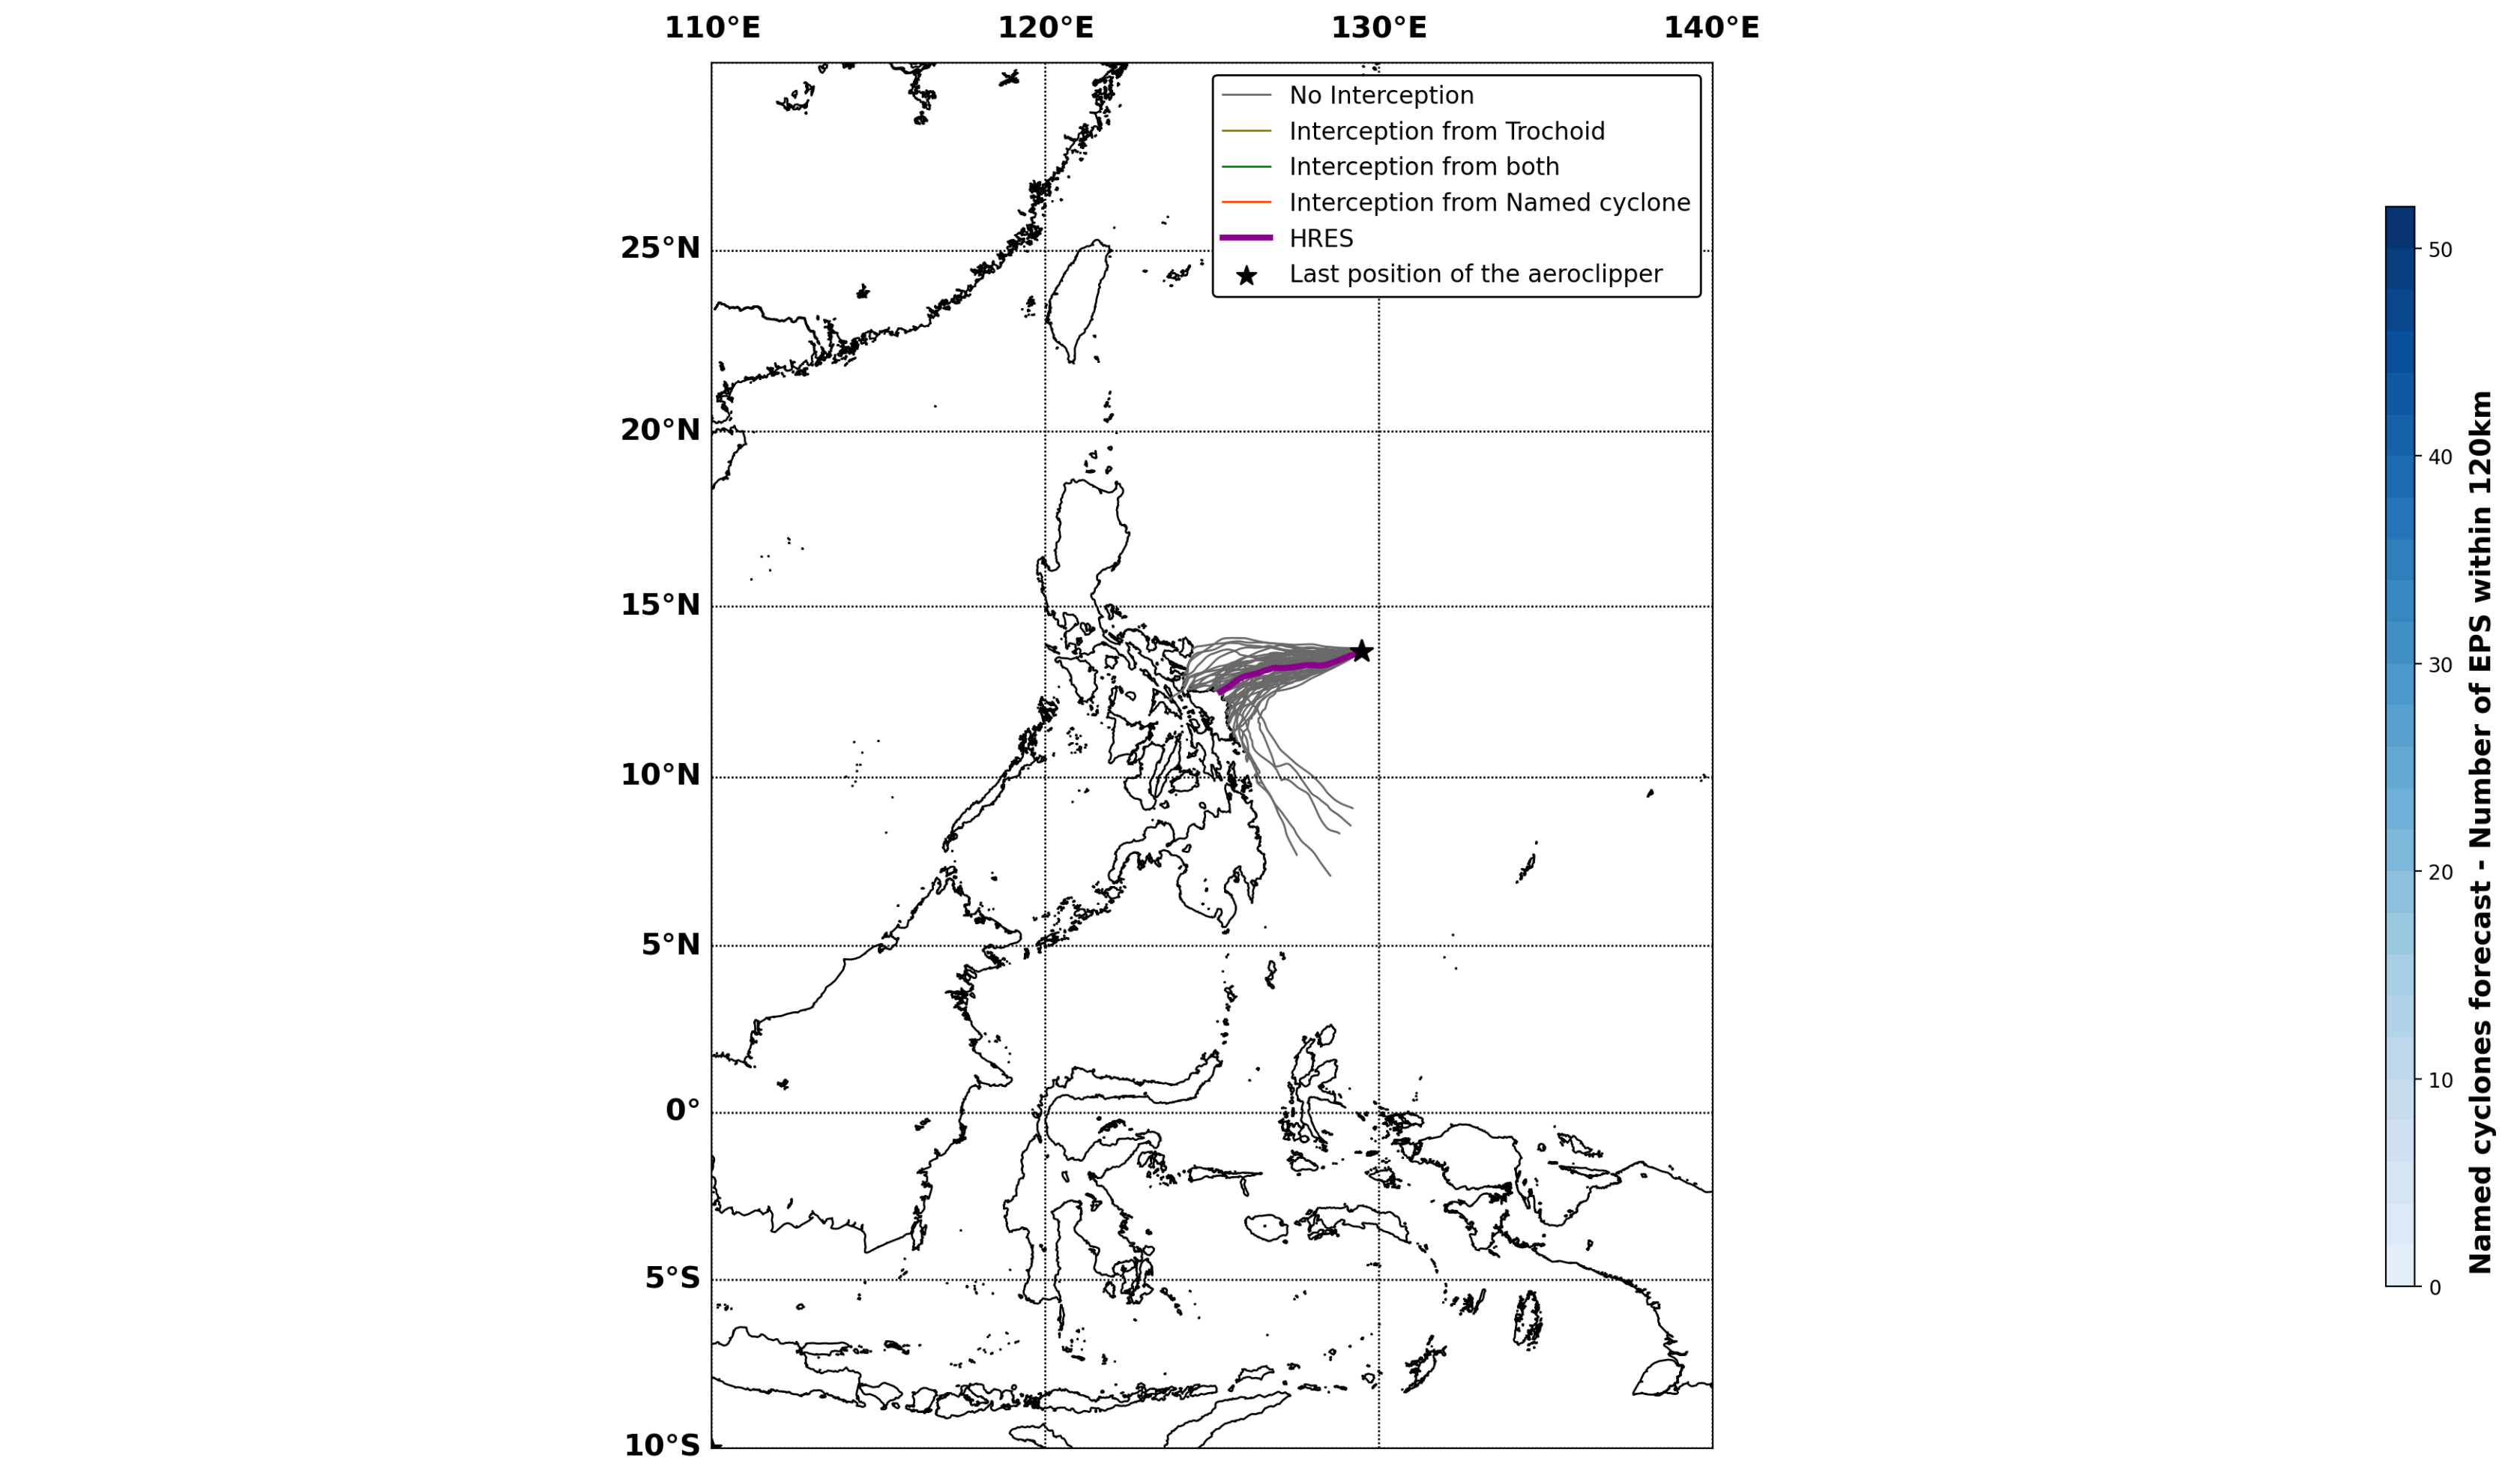 110°E 120°E 130°E 140°E
No Interception
Interception from Trochoid
Interception from both
Interception from Named cyclone
HRES
Last position of the aeroclipper
25°N
20°N
15°N
10°N
5°N
0°
5°S
10°S
50
40
30
20
10
0
Named cyclones forecast - Number of EPS within 120km